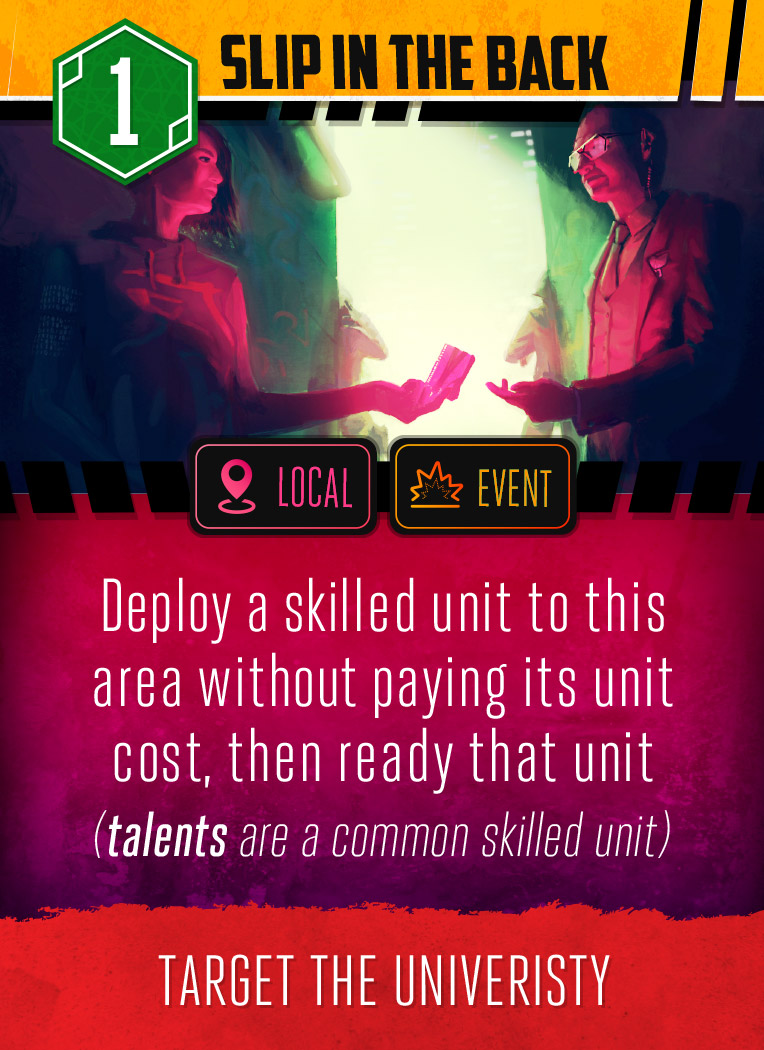 1
SLIP IN THE BACK
LOCAL
EVENT
Deploy a skilled unit to this
area without paying its unit
cost, then ready that unit
(talents are a common skilled unit)
TARGET THE UNIVERISTY